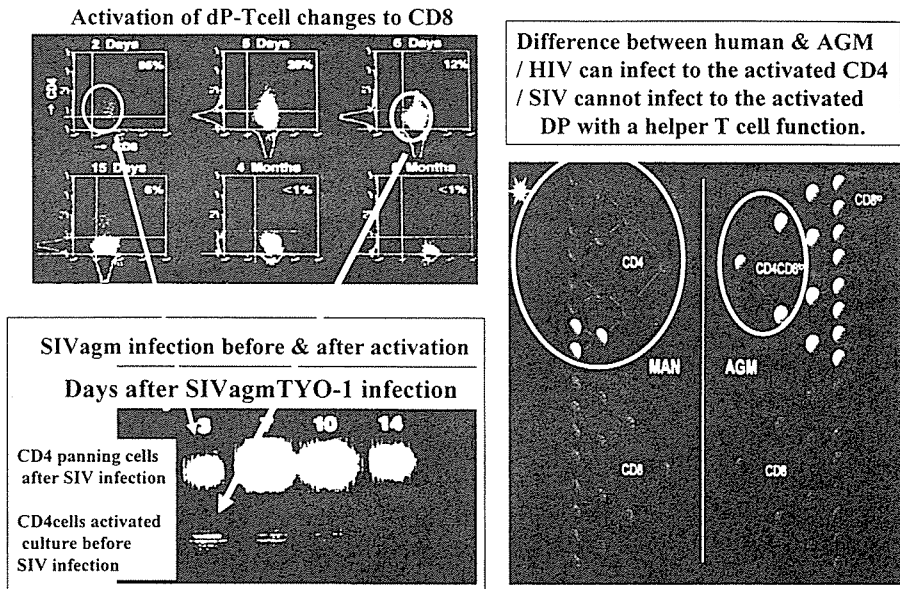 Activation of dP-Tcell changes to CD8
2 Days
5 Days
6 Days
12%
CD4
15 Days
4 Months
Months
6%
<1%
<1%
Difference between human & AGM
/ HIV can infect to the activated CD4
/ SIV cannot infect to the activated
DP with a helper T cell function.
SIVagm infection before & after activation
Days after SIVagmTYO-1 infection
3
10
14
CD4 panning cells
after SIV infection
CD4cells activated
culture before
SIV infection
CD4
MAN
CD8
AGM
CD8